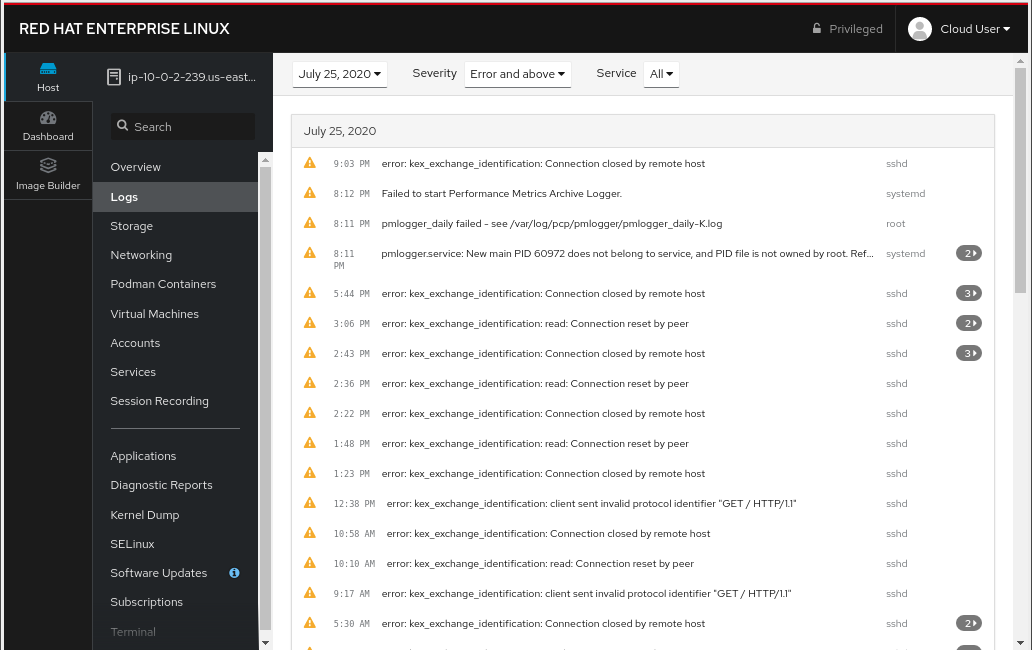 RED HAT ENTERPRISE LINUX
Privileged
Cloud User
Host
Dashboard
Image Builder
ip-10-0-2-239.us-east...
Search
Overview
Logs
Storage
Networking
Podman Containers
Virtual Machines
Accounts
Services
Session Recording
Applications
Diagnostic Reports
Kernel Dump
SELinux
Software Updates
Subscriptions
Terminal
July 25, 2020 Severity Error and above Service All
July 25, 2020
9:03 PM error: kex_exchange_identification: Connection closed by remote host sshd
8:12 PM Failed to start Performance Metrics Archive Logger. systemd
8:11 PM pmlogger_daily failed - see /var/log/pcp/pmlogger/pmlogger_daily-K.log root
8:11 PM pmlogger.service: New main PID 60972 does not belong to service, and PID file is not owned by root. Ref... systemd 2
5:44 PM error: kex_exchange_identification: Connection closed by remote host sshd 3
3:06 PM error: kex_exchange_identification: read: Connection reset by peer sshd 2
2:43 PM error: kex_exchange_identification: Connection closed by remote host sshd 3
2:36 PM error: kex_exchange_identification: read: Connection reset by peer sshd
2:22 PM error: kex_exchange_identification: Connection closed by remote host sshd
1:48 PM error: kex_exchange_identification: read: Connection reset by peer sshd
1:23 PM error: kex_exchange_identification: Connection closed by remote host sshd
12:38 PM error: kex_exchange_identification: client sent invalid protocol identifier "GET / HTTP/1.1" sshd
10:58 AM error: kex_exchange_identification: Connection closed by remote host sshd
10:10 AM error: kex_exchange_identification: read: Connection reset by peer sshd
9:17 AM error: kex_exchange_identification: client sent invalid protocol identifier "GET / HTTP/1.1" sshd
5:30 AM error: kex_exchange_identification: Connection closed by remote host sshd 2